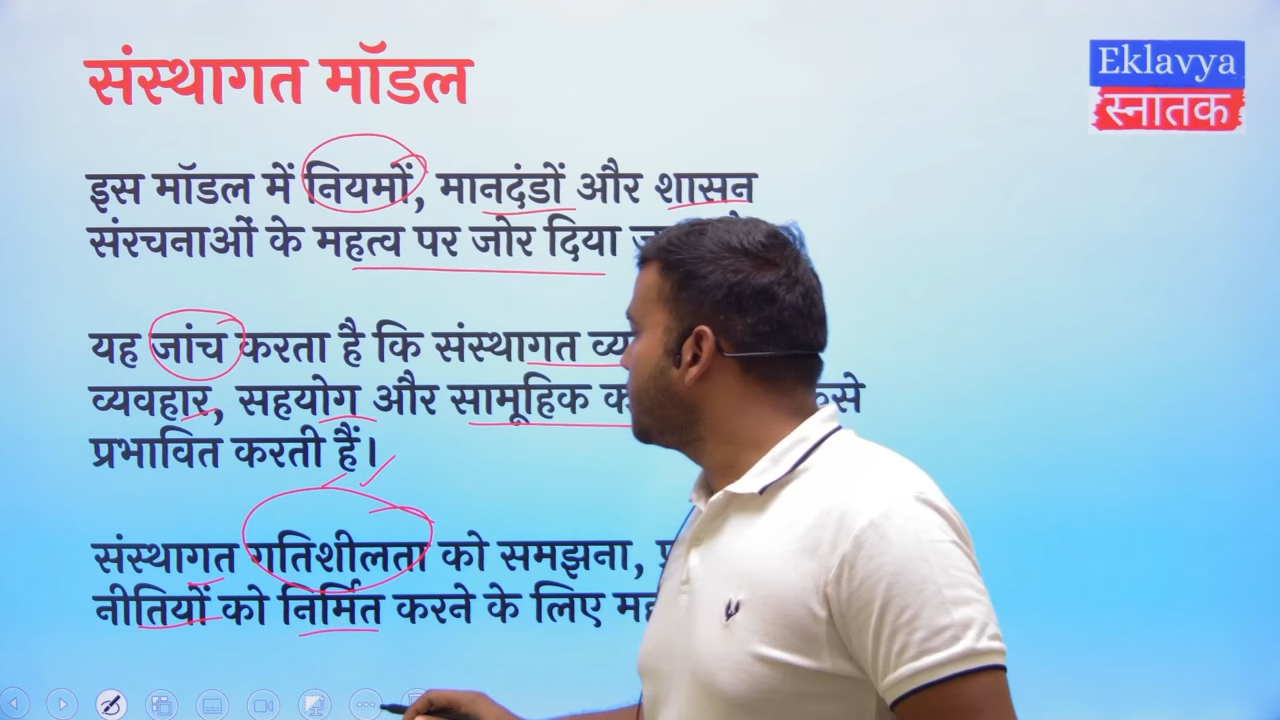 संस्थागत मॉडल
Eklavya
स्नातक
इस मॉडल में नियमों, मानदंडों और शासन
संरचनाओं के महत्व पर जोर दिया
यह जांच करता है कि संस्थागत
व्यवहार, सहयोग और सामूहिक
प्रभावित करती हैं।
संस्थागत गतिशीलता को समझना,
नीतियों को निर्मित करने के लिए